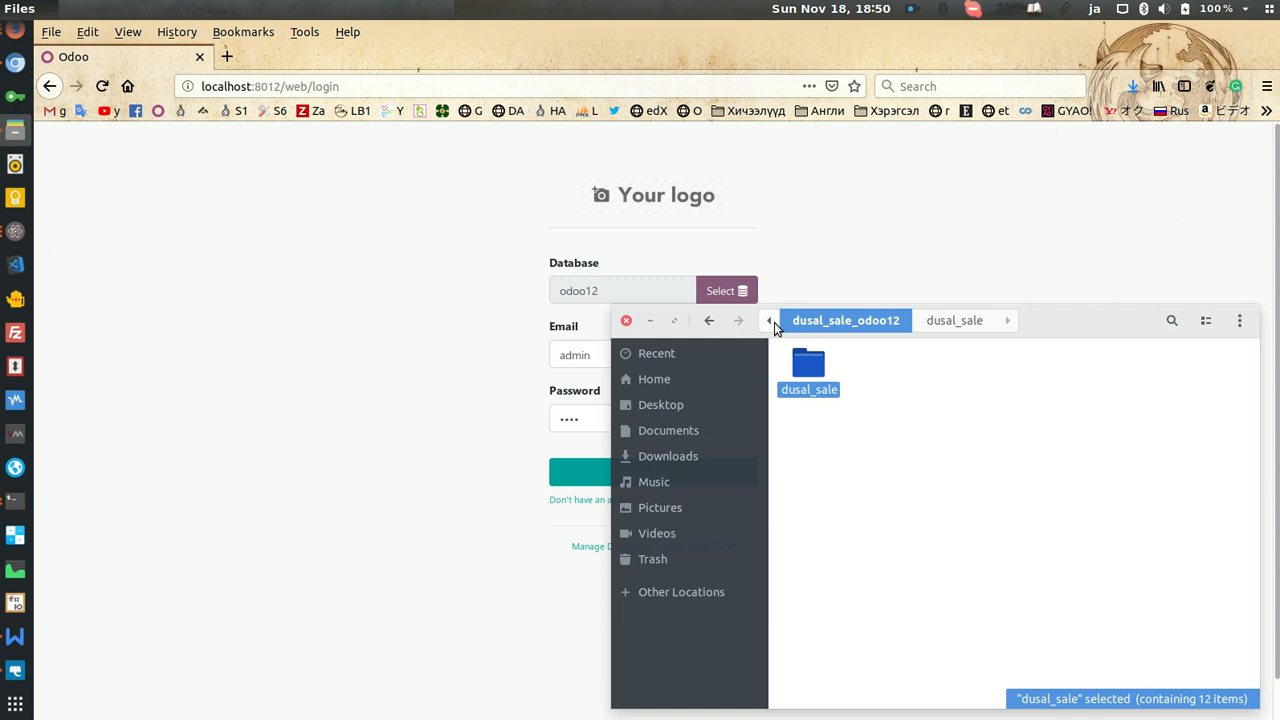 Files
Sun Nov 18, 18:50
ja
100%
File Edit View History Bookmarks Tools Help
Odoo
localhost:8012/web/login
Search
g y S1 S6 Za LB1 Y G DA HA L edX O Хичээлүүд Англи Хэрэгсэл r et GYAO! オク... Rus ビデオ
Your logo
Database
odoo12
Select
Email
admin
Password
••••
Don't have an a
Manage D
dusal_sale_odoo12
dusal_sale
Recent
Home
Desktop
Documents
Downloads
Music
Pictures
Videos
Trash
Other Locations
dusal_sale
"dusal_sale" selected (containing 12 items)